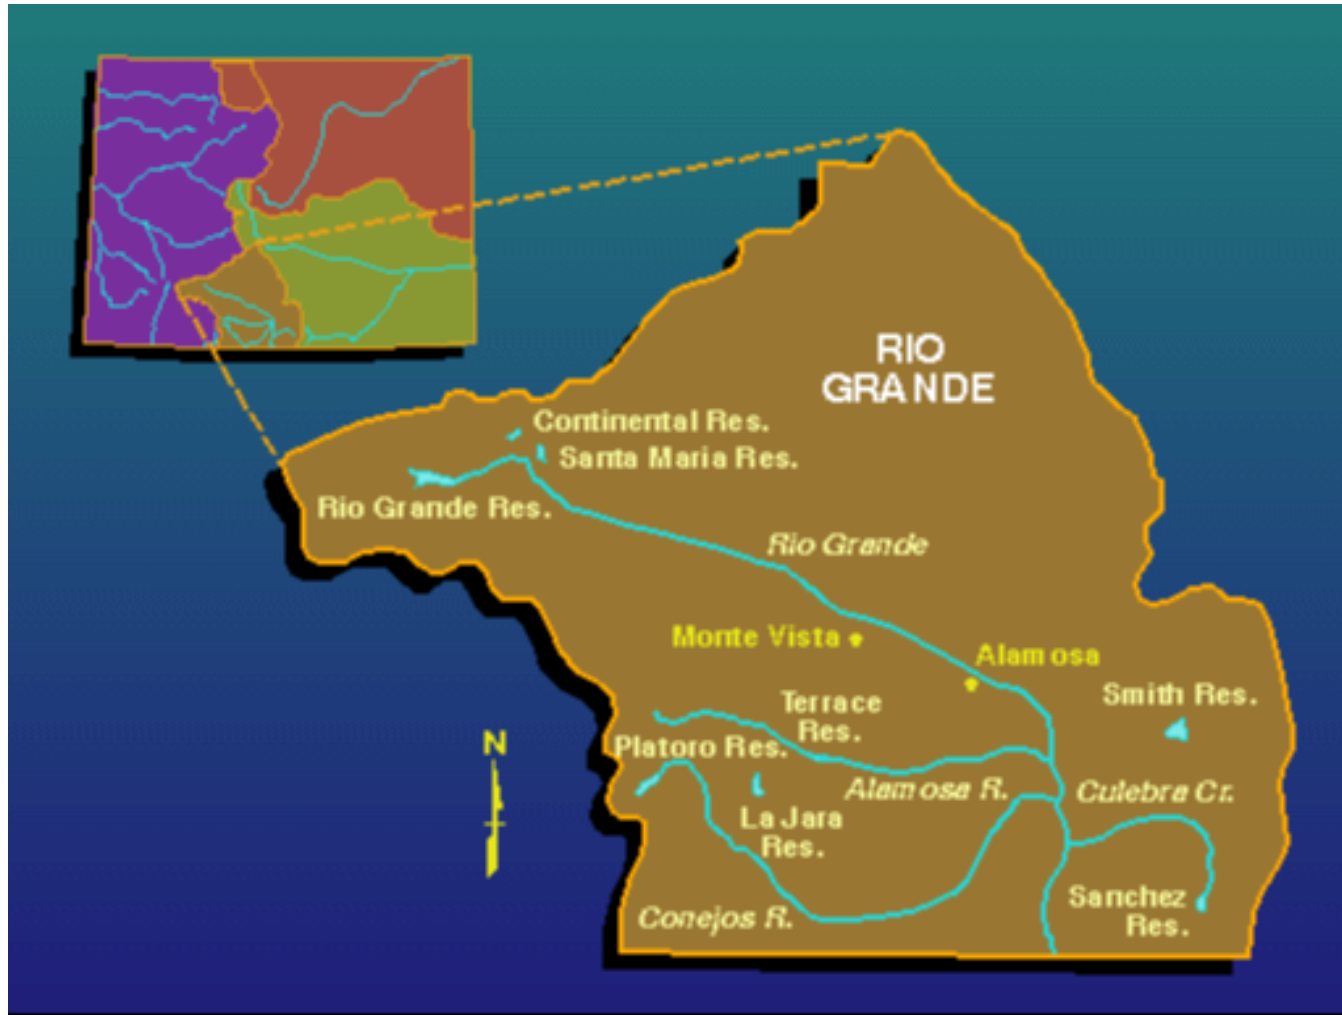 RIO
GRANDE
Continental Res.
Santa Maria Res.
Rio Grande Res.
Rio Grande
Monte Vista
Alamosa
Smith Res.
Terrace
Res.
N
Platoro Res.
Alamosa R.
Culebra Cr.
La Jara
Res.
Sanchez
Res.
Conejos R.